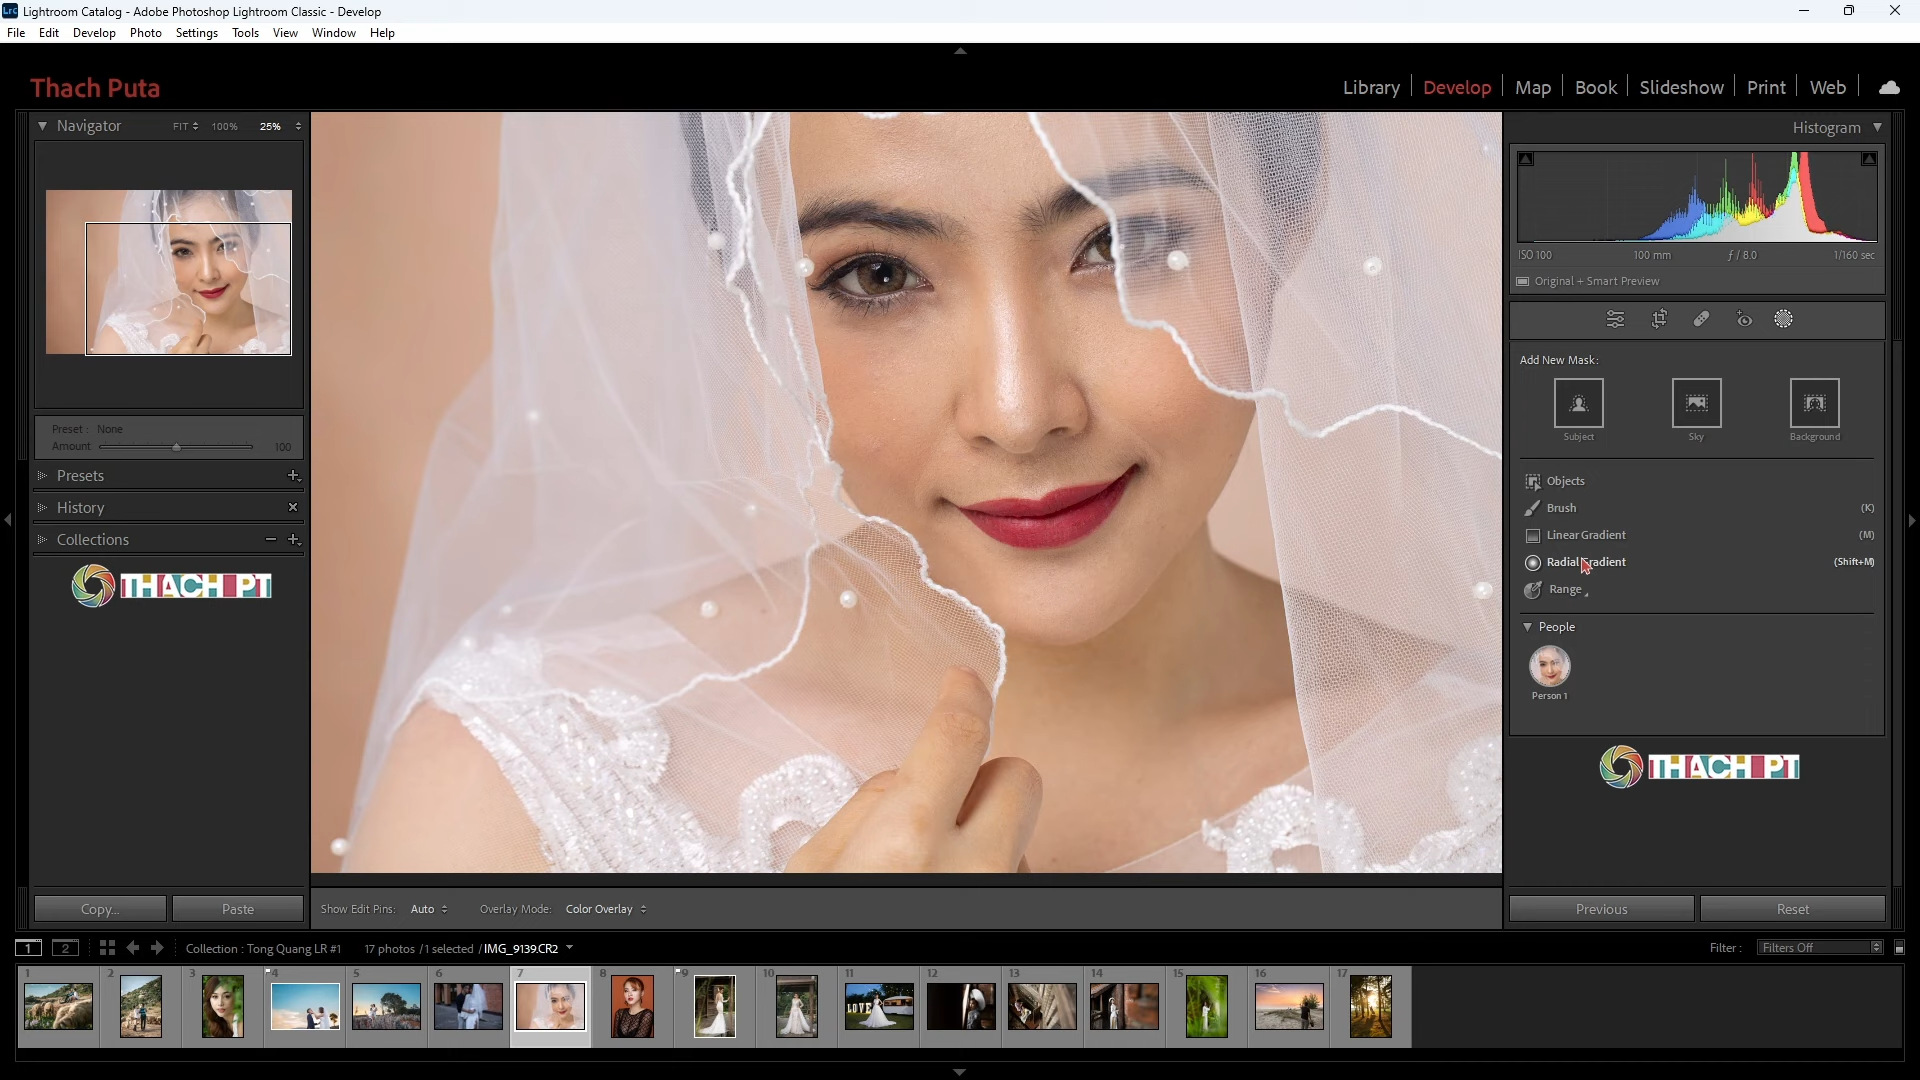 Lrc Lightroom Catalog - Adobe Photoshop Lightroom Classic - Develop
File Edit Develop Photo Settings Tools View Window Help
Thach Puta
Library Develop Map Book Slideshow Print Web
Navigator FIT 100% 25%
Histogram
ISO 100 100 mm ƒ / 8.0 1/160 sec
Original + Smart Preview
Add New Mask:
Subject Sky Background
Preset : None
Amount 100
Presets
History
Collections
THACH PT
Objects
Brush (K)
Linear Gradient (M)
Radial Gradient (Shift+M)
Range
People
Person 1
THACH PT
Copy... Paste
Show Edit Pins: Auto Overlay Mode: Color Overlay
Previous Reset
1 2 Collection : Tong Quang LR #1 17 photos / 1 selected / IMG_9139.CR2 Filter : Filters Off
1 2 3 4 5 6 7 8 9 10 11 12 13 14 15 16 17
LOVE